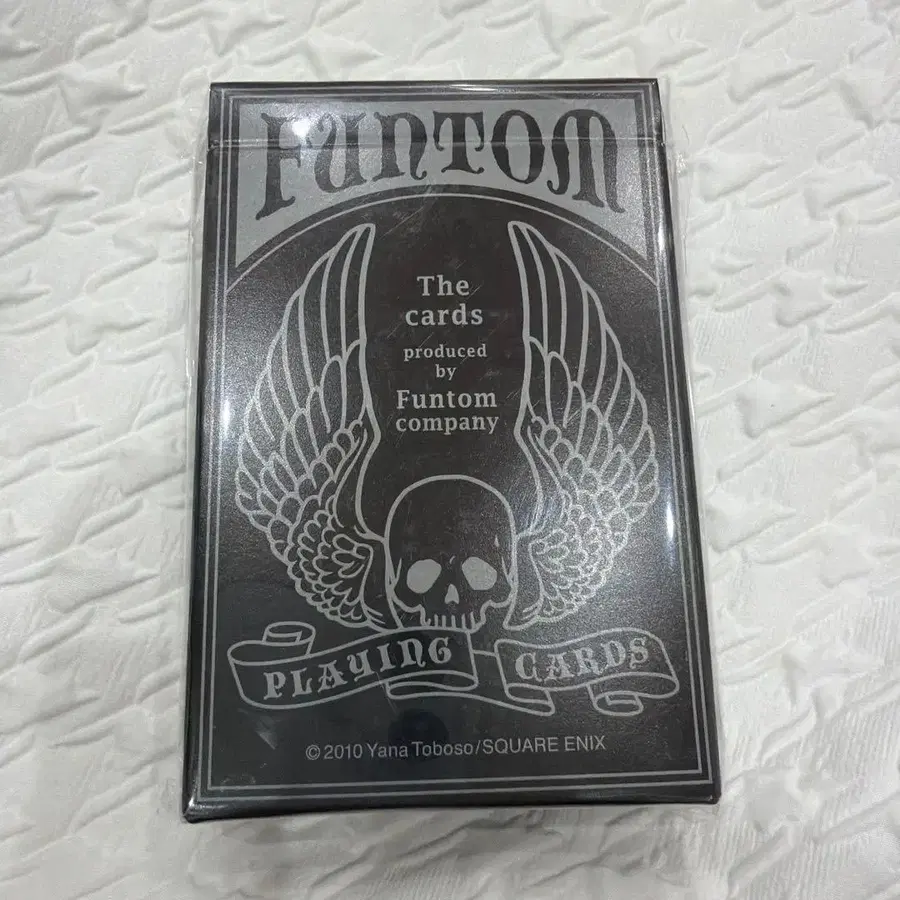 FUNTOM
The
cards
produced
by
Funtom
company
PLAYING CARDS
© 2010 Yana Toboso/SQUARE ENIX